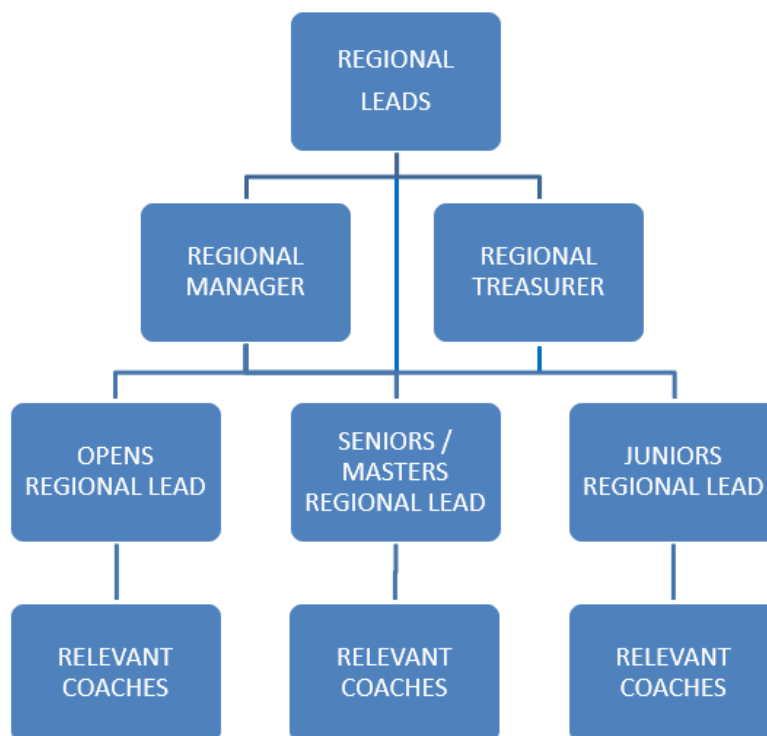 REGIONAL
LEADS
REGIONAL
MANAGER
REGIONAL
TREASURER
OPENS
REGIONAL LEAD
SENIORS /
MASTERS
REGIONAL LEAD
JUNIORS
REGIONAL LEAD
RELEVANT
COACHES
RELEVANT
COACHES
RELEVANT
COACHES